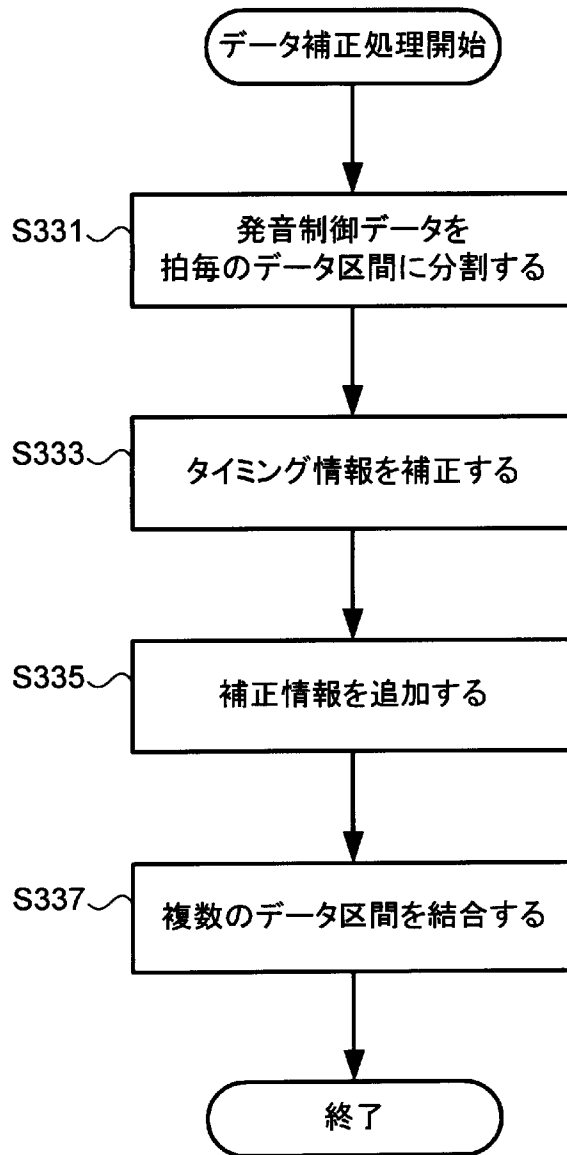 データ補正処理開始
S331
発音制御データを
拍毎のデータ区間に分割する
S333
タイミング情報を補正する
S335
補正情報を追加する
S337
複数のデータ区間を結合する
終了